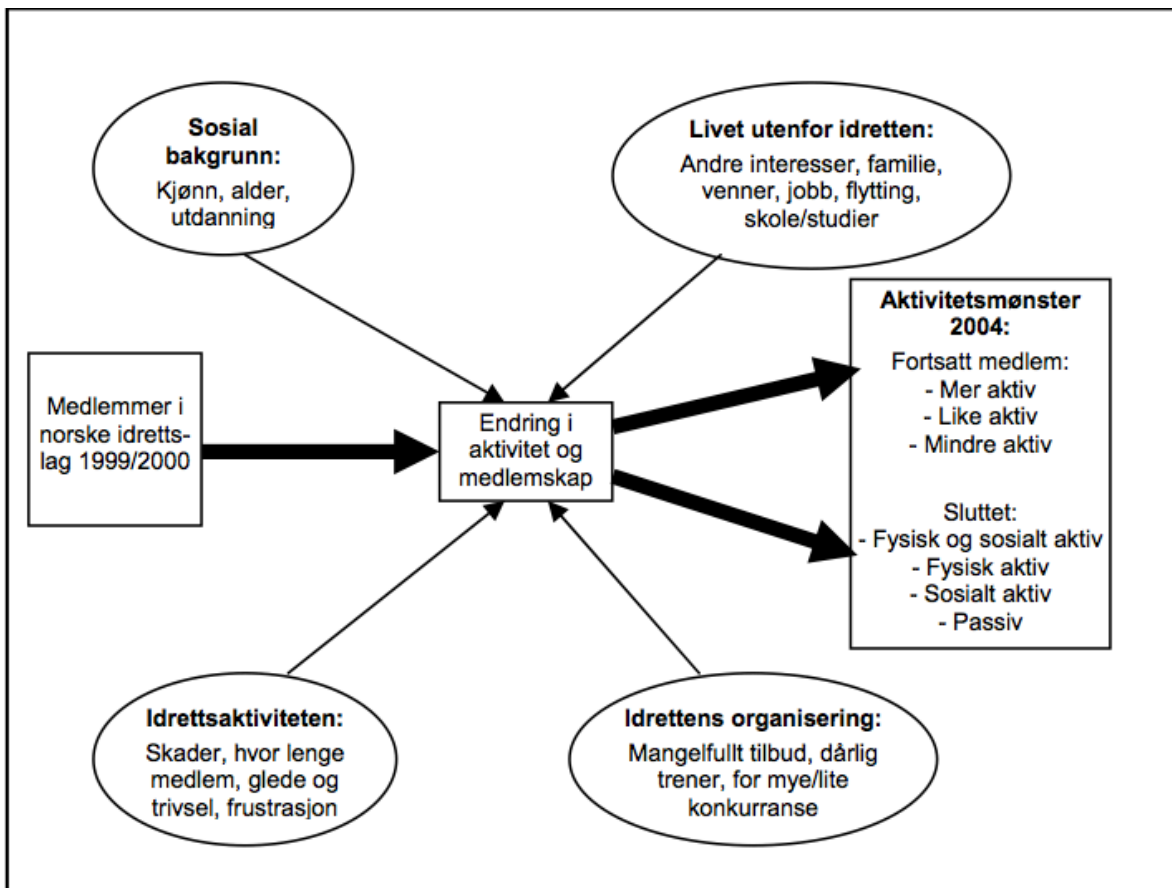 Sosial
bakgrunn:
Kjønn, alder,
utdanning
Livet utenfor idretten:
Andre interesser, familie,
venner, jobb, flytting,
skole/studier
Medlemmer i
norske idretts-
lag 1999/2000
Endring i
aktivitet og
medlemskap
Aktivitetsmønster
2004:
Fortsatt medlem:
- Mer aktiv
- Like aktiv
- Mindre aktiv
Sluttet:
- Fysisk og sosialt aktiv
- Fysisk aktiv
- Sosialt aktiv
- Passiv
Idrettsaktiviteten:
Skader, hvor lenge
medlem, glede og
trivsel, frustrasjon
Idrettens organisering:
Mangelfullt tilbud, dårlig
trener, for mye/lite
konkurranse